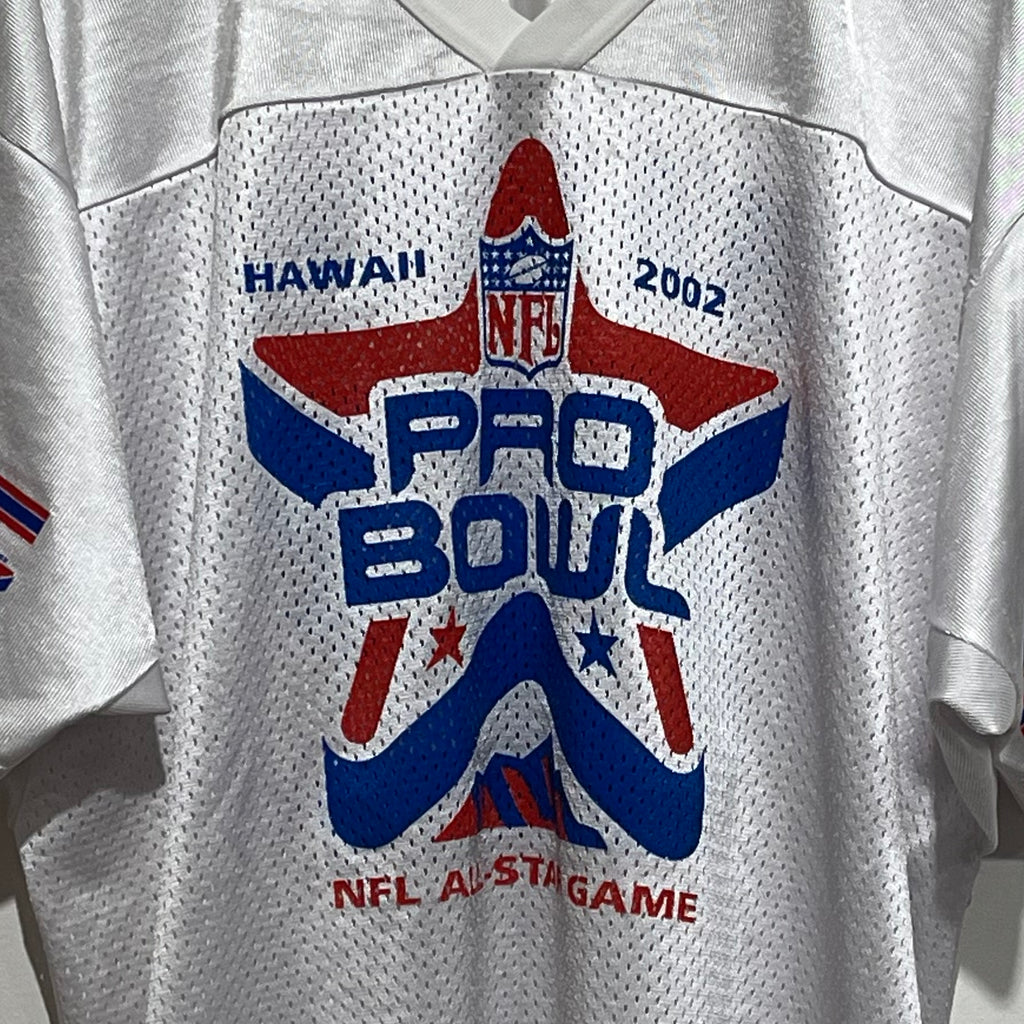 HAWAII 2002
NFL
PRO
BOWL
NFL ALL-STAR GAME